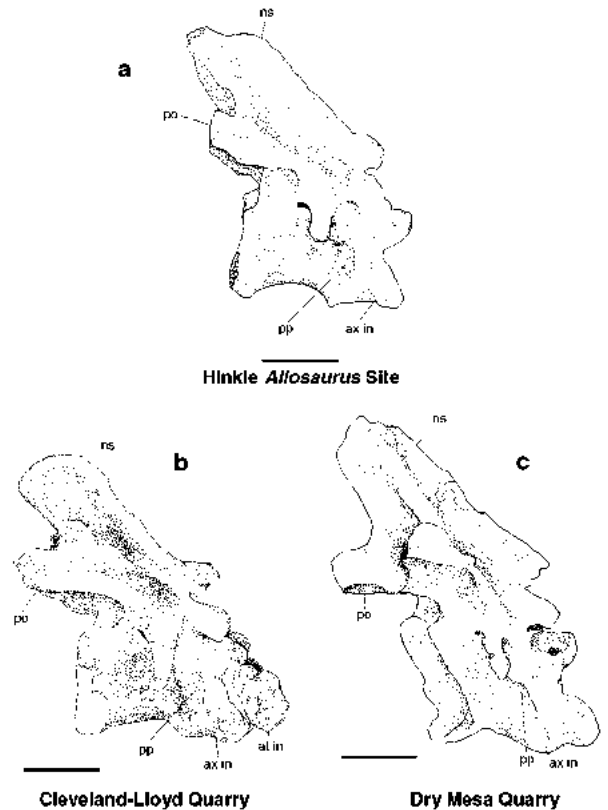 ns
a
po
pp
ax in
Hinkle Allosaurus Site
ns
b
po
pp
ax in
at in
Cleveland-Lloyd Quarry
ns
c
po
pp
ax in
Dry Mesa Quarry